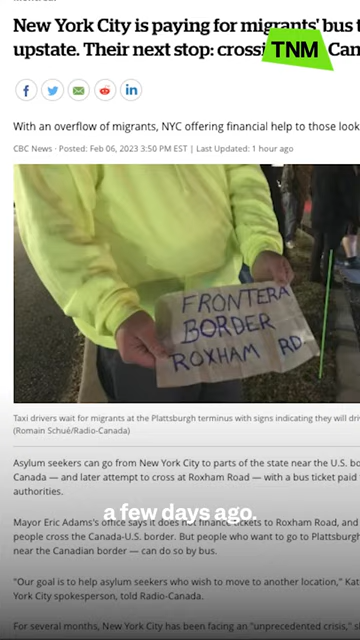 New York City is paying for migrants' bus t
upstate. Their next stop: crossi
TNM
Can
With an overflow of migrants, NYC offering financial help to those look
CBC News · Posted: Feb 06, 2023 3:50 PM EST | Last Updated: 1 hour ago
FRONTERA
BORDER
ROXHAM RD
Taxi drivers wait for migrants at the Plattsburgh terminus with signs indicating they will dri
(Romain Schué/Radio-Canada)
Asylum seekers can go from New York City to parts of the state near the U.S. bo
Canada — and later attempt to cross at Roxham Road — with a bus ticket paid
authorities.
a few days ago.
Mayor Eric Adams's office says it does not finance tickets to Roxham Road, and
people cross the Canada-U.S. border. But people who want to go to Plattsburgh
near the Canadian border — can do so by bus.
"Our goal is to help asylum seekers who wish to move to another location," Kat
York City spokesperson, told Radio-Canada.
For several months, New York City has been facing an "unprecedented crisis," s